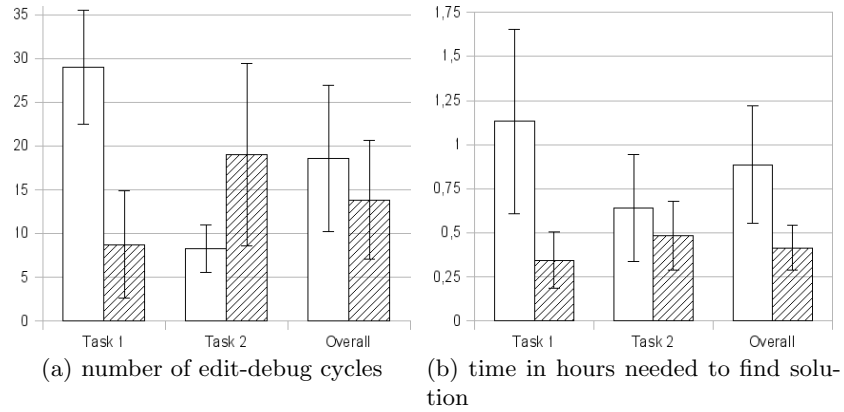 35
30
25
20
15
10
5
0
Task 1
Task 2
Overall
(a) number of edit-debug cycles
1,75
1,5
1,25
1
0,75
0,5
0,25
0
Task 1
Task 2
Overall
(b) time in hours needed to find solu-
tion